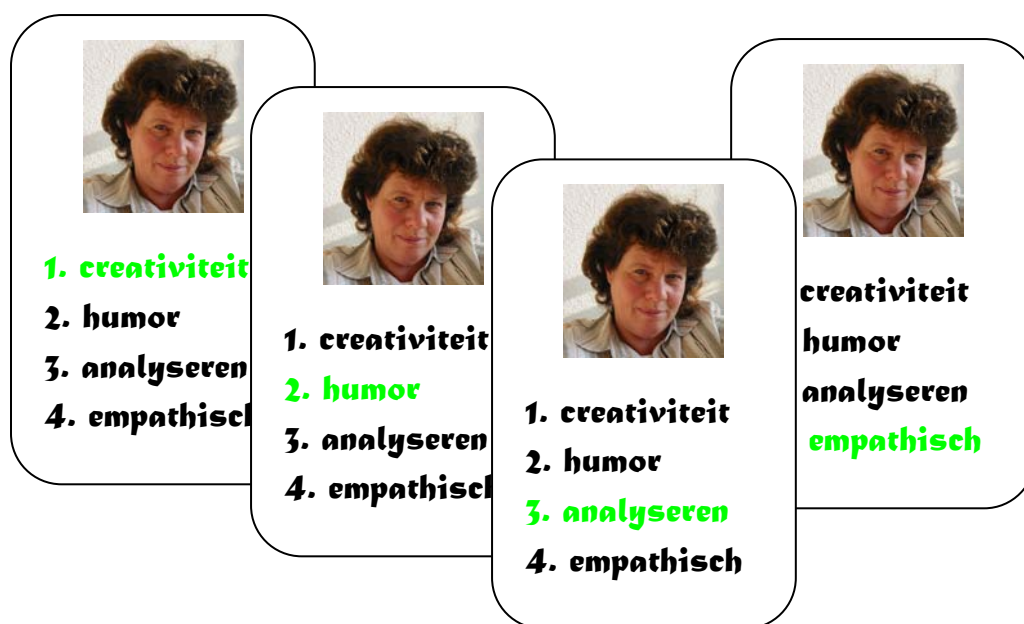 1. creativiteit
2. humor
3. analyseren
4. empathisch
1. creativiteit
2. humor
3. analyseren
4. empathisch
1. creativiteit
2. humor
3. analyseren
4. empathisch
creativiteit
humor
analyseren
empathisch